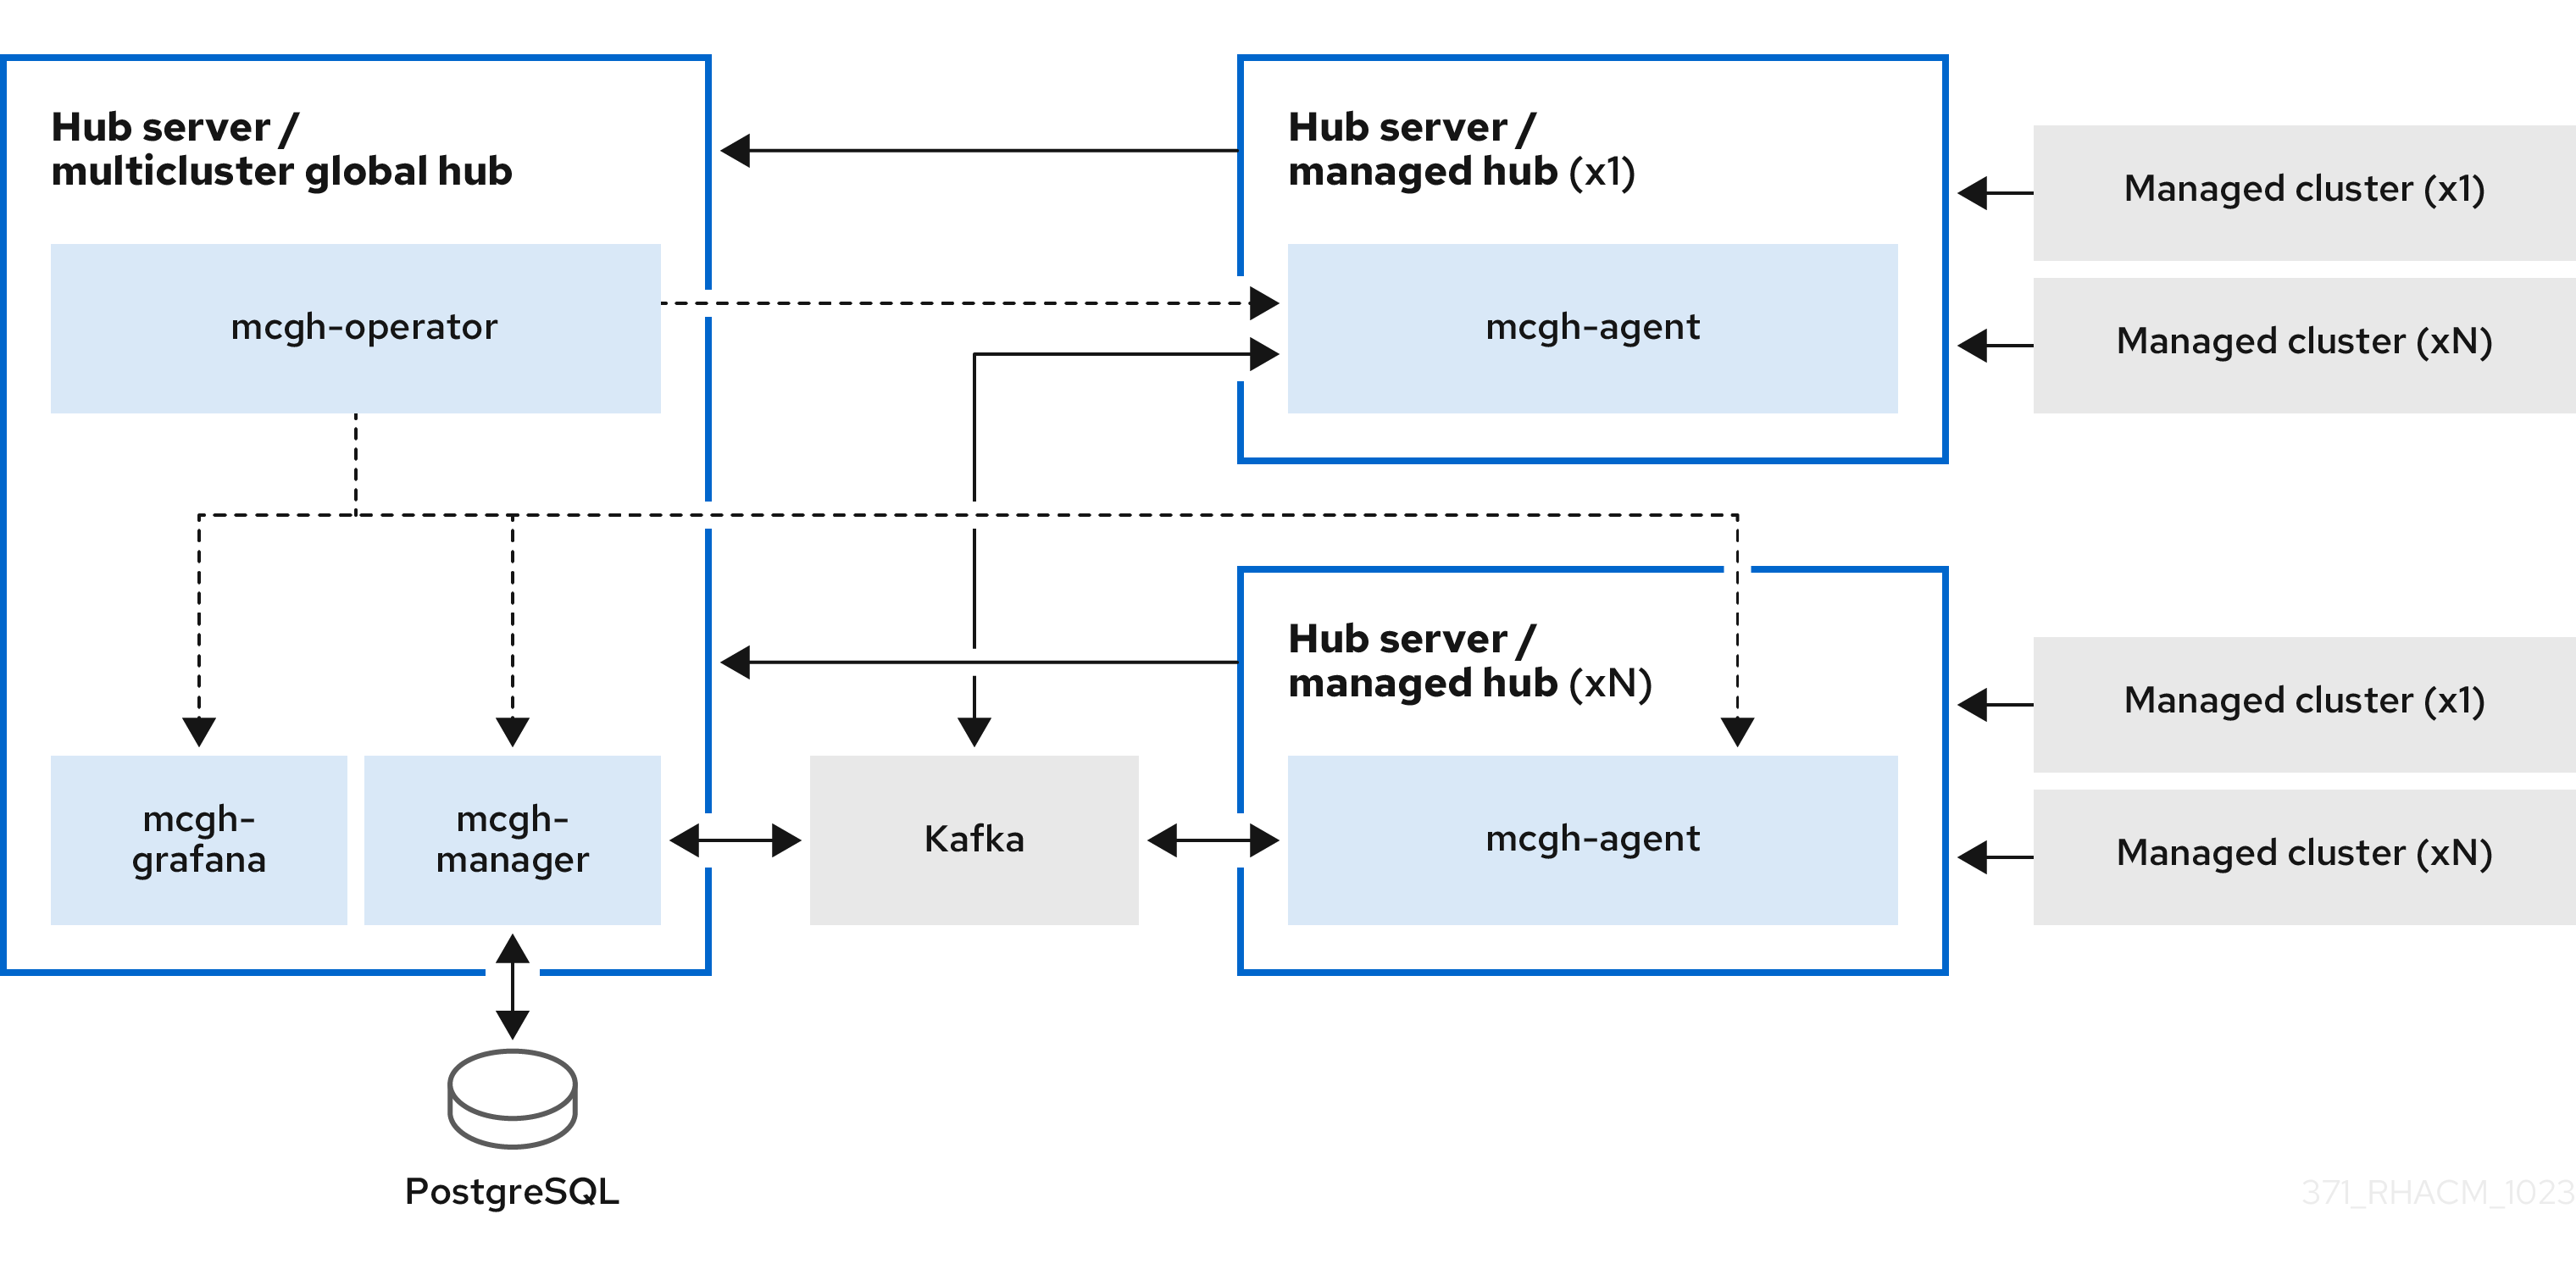 Hub server /
multicluster global hub
mcgh-operator
mcgh-
grafana
mcgh-
manager
PostgreSQL
Kafka
Hub server /
managed hub (x1)
mcgh-agent
Managed cluster (x1)
Managed cluster (xN)
Hub server /
managed hub (xN)
mcgh-agent
Managed cluster (x1)
Managed cluster (xN)
371_RHACM_1023